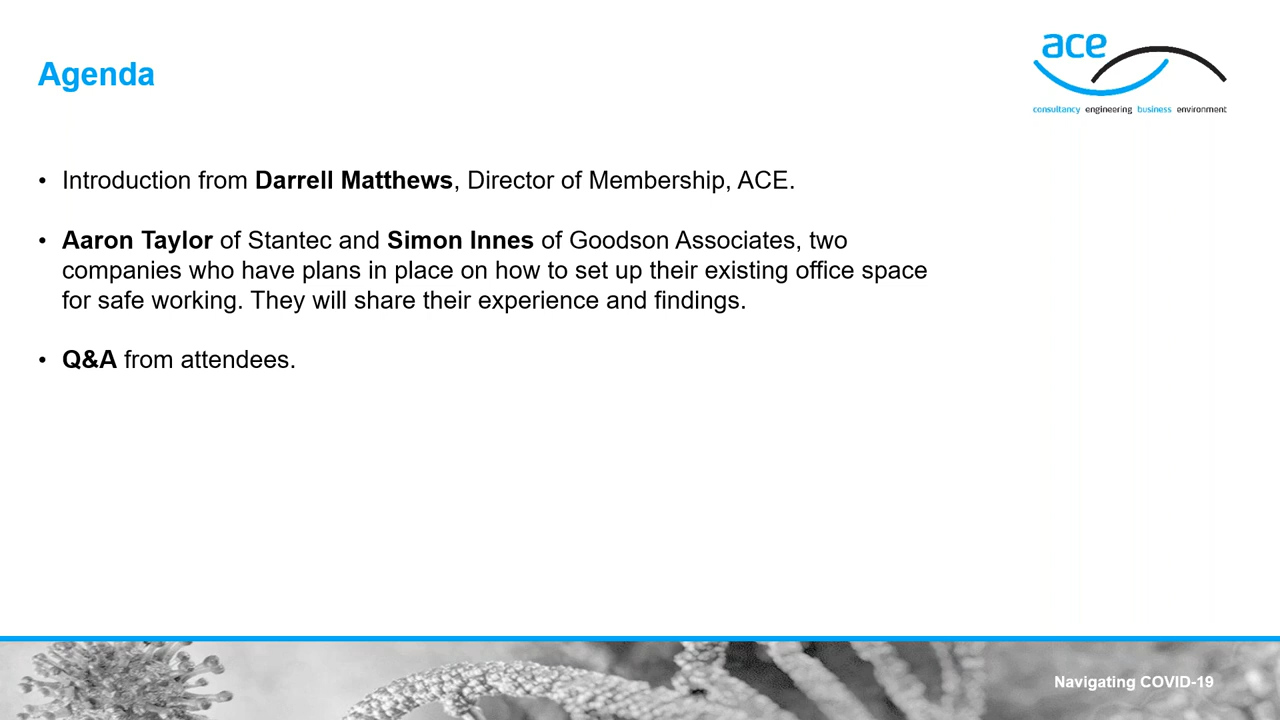 Agenda
ace
consultancy engineering business environment
• Introduction from Darrell Matthews, Director of Membership, ACE.
• Aaron Taylor of Stantec and Simon Innes of Goodson Associates, two
companies who have plans in place on how to set up their existing office space
for safe working. They will share their experience and findings.
• Q&A from attendees.
Navigating COVID-19